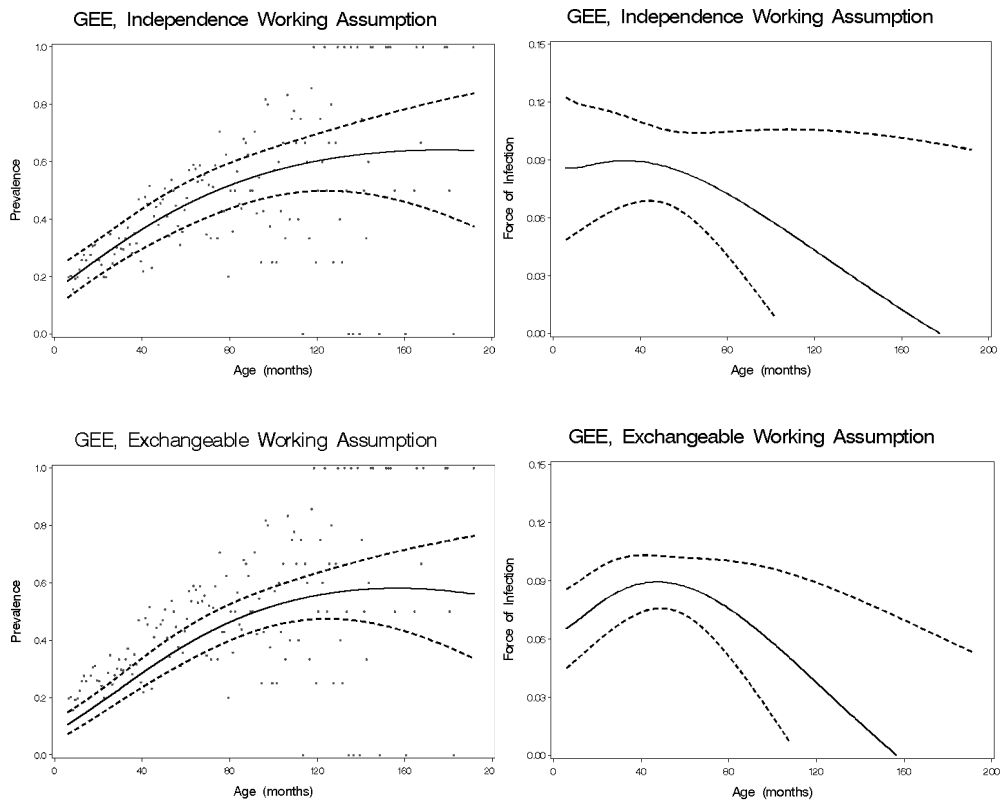 GEE, Independence Working Assumption
1.0
0.8
0.6
0.4
0.2
0.0
Prevalence
0 40 80 120 160 20
Age (months)
GEE, Independence Working Assumption
0.15
0.12
0.09
0.06
0.03
0.00
Force of Infection
0 40 80 120 160 200
Age (months)
GEE, Exchangeable Working Assumption
1.0
0.8
0.6
0.4
0.2
0.0
Prevalence
0 40 80 120 160 20
Age (months)
GEE, Exchangeable Working Assumption
0.15
0.12
0.09
0.06
0.03
0.00
Force of Infection
0 40 80 120 160 200
Age (months)